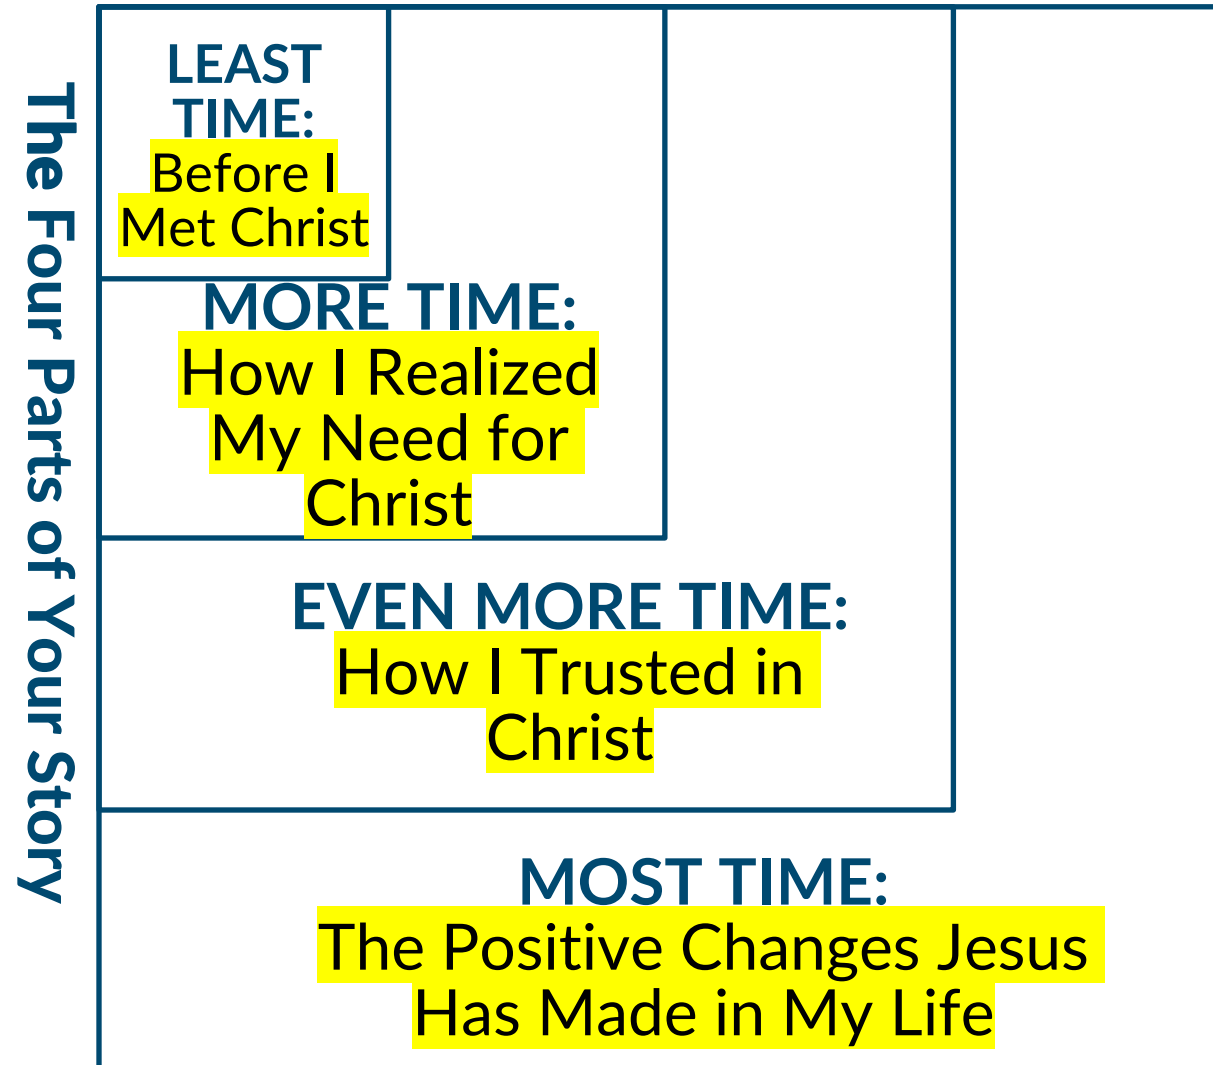 The Four Parts of Your Story
LEAST
TIME:
Before I
Met Christ
MORE TIME:
How I Realized
My Need for
Christ
EVEN MORE TIME:
How I Trusted in
Christ
MOST TIME:
The Positive Changes Jesus
Has Made in My Life